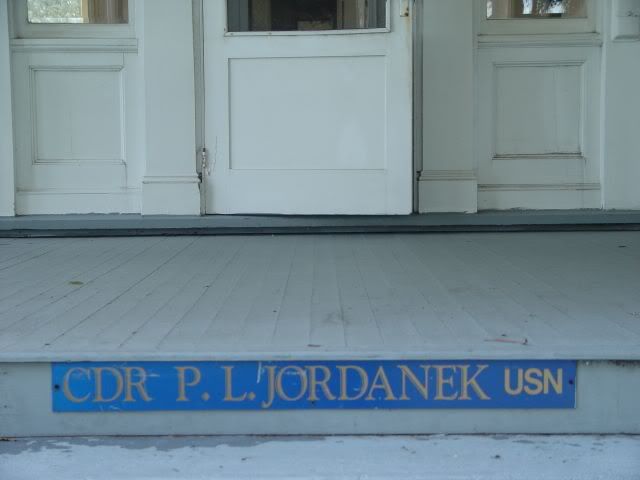 CDR P. L. JORDANEK USN